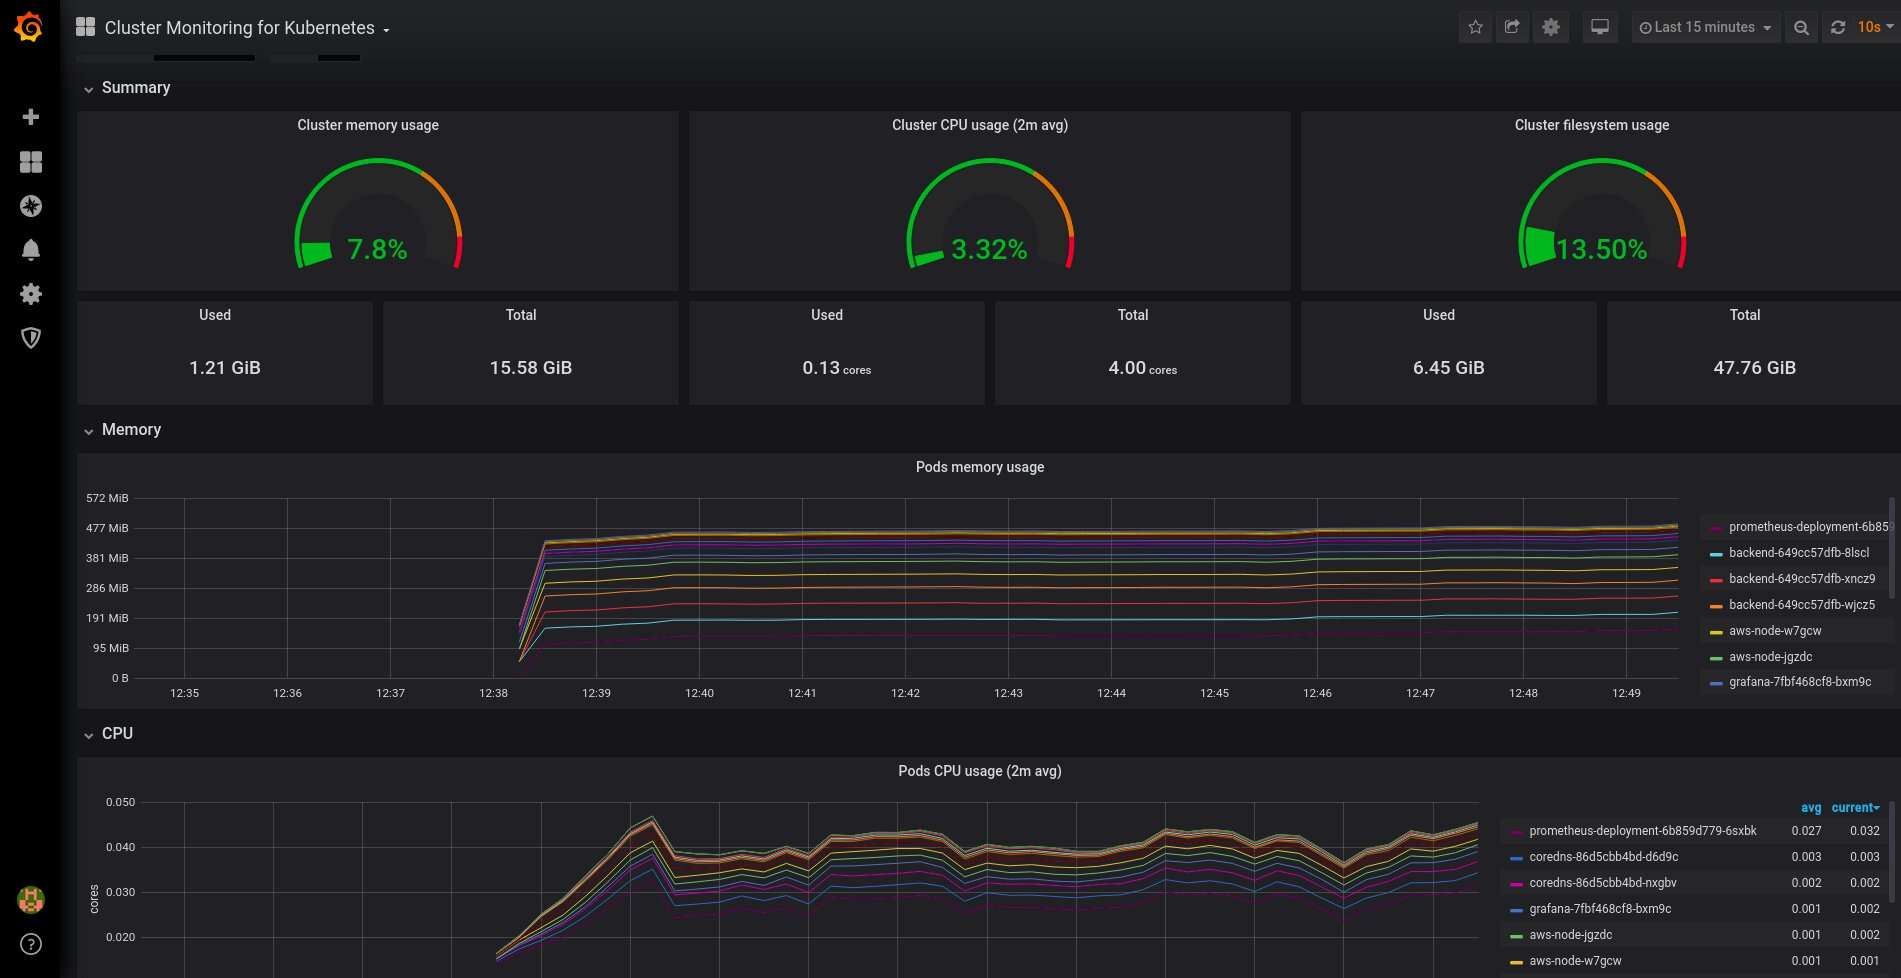 Cluster Monitoring for Kubernetes
Last 15 minutes
10s
Summary
Cluster memory usage
Cluster CPU usage (2m avg)
Cluster filesystem usage
7.8%
3.32%
13.50%
Used
Total
Used
Total
Used
Total
1.21 GiB
15.58 GiB
0.13 cores
4.00 cores
6.45 GiB
47.76 GiB
Memory
Pods memory usage
572 MiB
477 MiB
381 MiB
286 MiB
191 MiB
95 MiB
0 B
12:35 12:36 12:37 12:38 12:39 12:40 12:41 12:42 12:43 12:44 12:45 12:46 12:47 12:48 12:49
prometheus-deployment-6b859
backend-649cc57dfb-8lscl
backend-649cc57dfb-xncz9
backend-649cc57dfb-wjcz5
aws-node-w7gcw
aws-node-jgzdc
grafana-7fbf468cf8-bxm9c
CPU
Pods CPU usage (2m avg)
cores
0.050
0.040
0.030
0.020
avg current
prometheus-deployment-6b859d779-6sxbk 0.027 0.032
coredns-86d5cbb4bd-d6d9c 0.003 0.003
coredns-86d5cbb4bd-nxgbv 0.002 0.002
grafana-7fbf468cf8-bxm9c 0.001 0.002
aws-node-jgzdc 0.001 0.002
aws-node-w7gcw 0.001 0.001